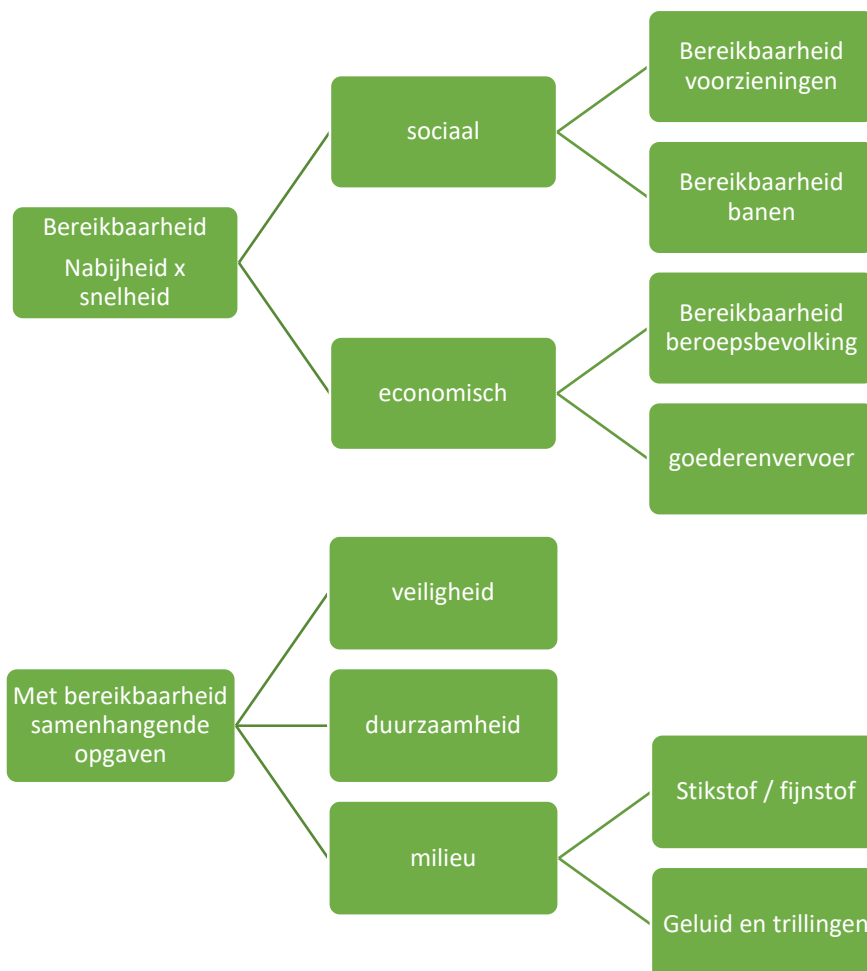 Bereikbaarheid
Nabijheid x
snelheid
sociaal
Bereikbaarheid
voorzieningen
Bereikbaarheid
banen
economisch
Bereikbaarheid
beroepsbevolking
goederenvervoer
Met bereikbaarheid
samenhangende
opgaven
veiligheid
duurzaamheid
milieu
Stikstof / fijnstof
Geluid en trillingen